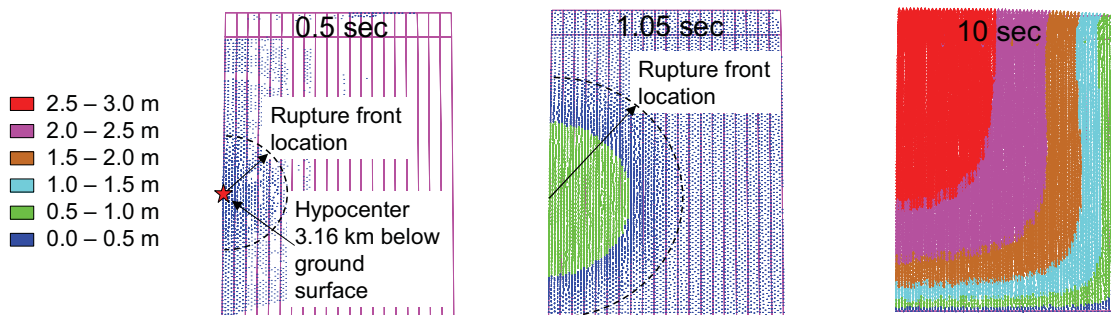 0.5 sec
1.05 sec
10 sec
2.5 – 3.0 m
2.0 – 2.5 m
1.5 – 2.0 m
1.0 – 1.5 m
0.5 – 1.0 m
0.0 – 0.5 m
Rupture front
location
Hypocenter
3.16 km below
ground
surface
Rupture front
location